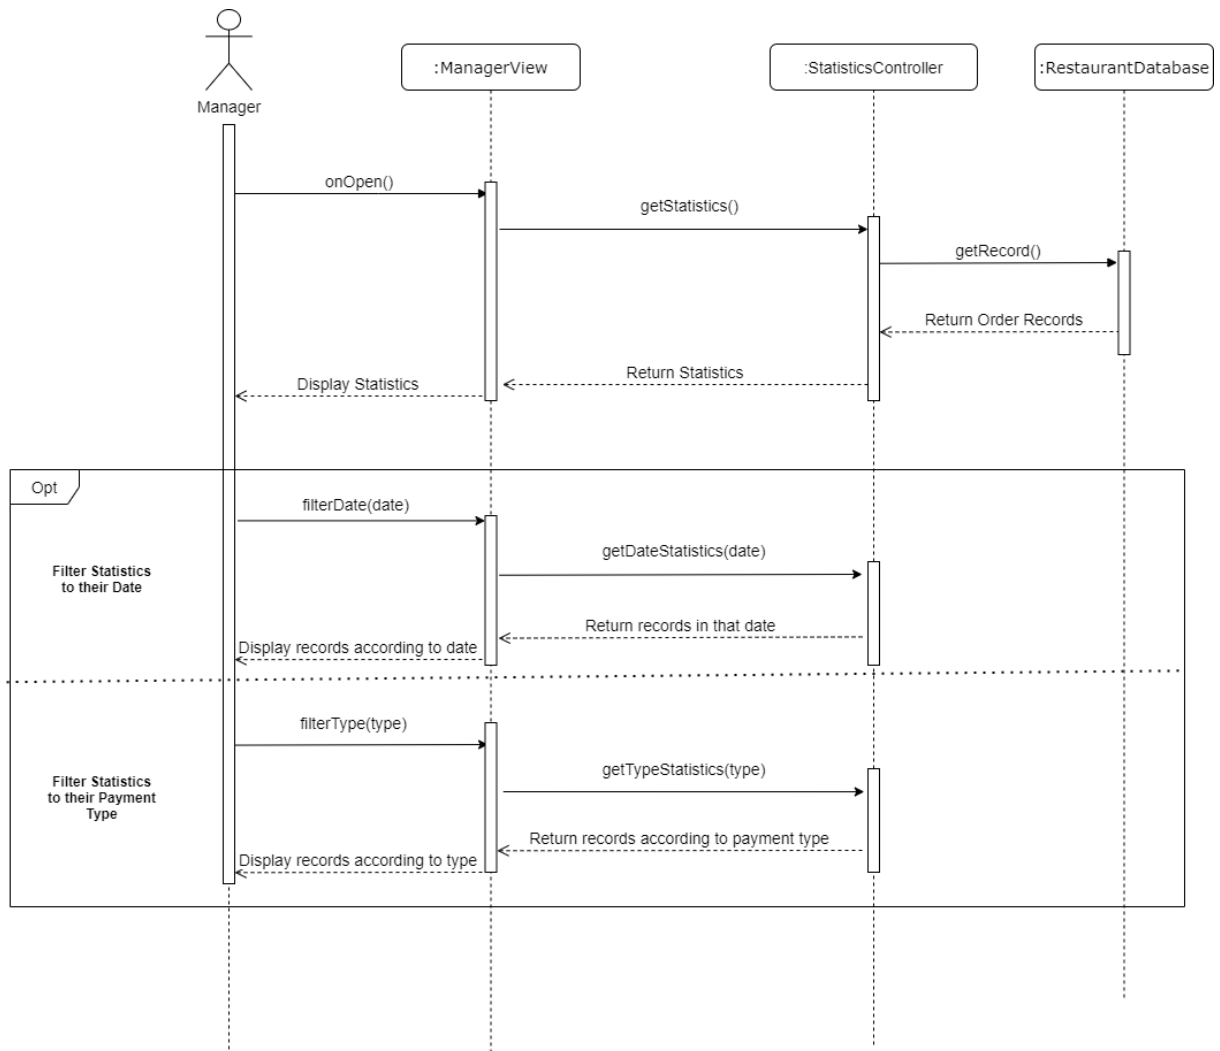 :ManagerView
:StatisticsController
:RestaurantDatabase
Manager
onOpen()
getStatistics()
getRecord()
Return Order Records
Return Statistics
Display Statistics
Opt
filterDate(date)
getDateStatistics(date)
Filter Statistics
to their Date
Return records in that date
Display records according to date
filterType(type)
getTypeStatistics(type)
Filter Statistics
to their Payment
Type
Return records according to payment type
Display records according to type